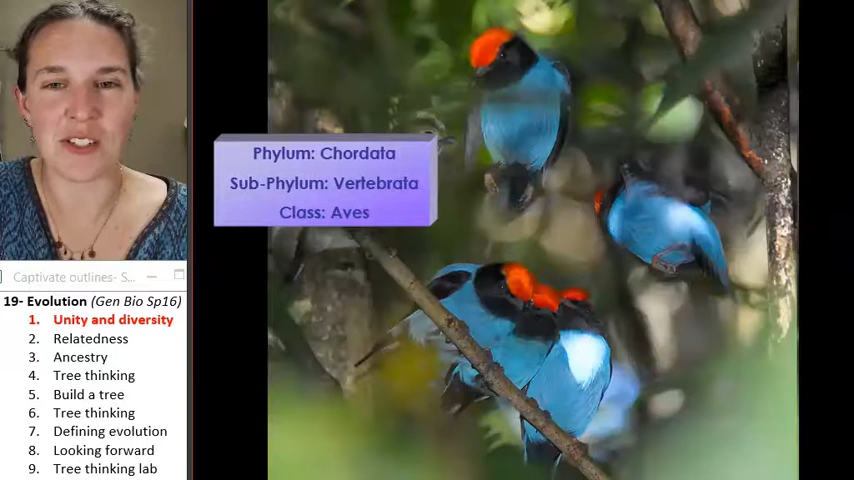 Phylum: Chordata
Sub-Phylum: Vertebrata
Class: Aves
Captivate outlines- S...
19- Evolution (Gen Bio Sp16)
1. Unity and diversity
2. Relatedness
3. Ancestry
4. Tree thinking
5. Build a tree
6. Tree thinking
7. Defining evolution
8. Looking forward
9. Tree thinking lab